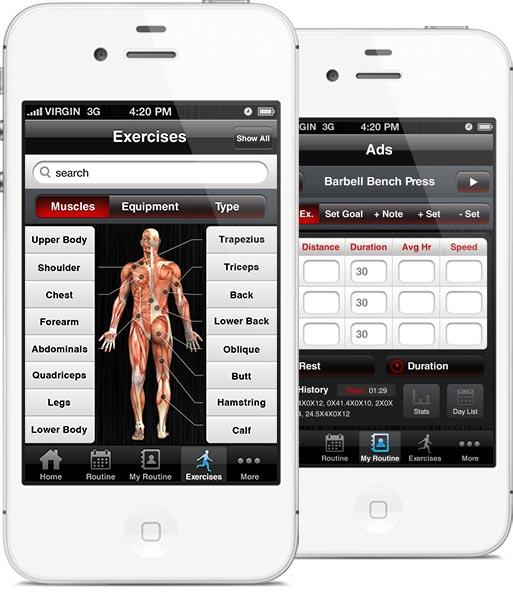 VIRGIN 3G 4:20 PM
Exercises
Show All
search
Muscles Equipment Type
Upper Body
Shoulder
Chest
Forearm
Abdominals
Quadriceps
Legs
Lower Body
Trapezius
Triceps
Back
Lower Back
Oblique
Butt
Hamstring
Calf
Home Routine My Routine Exercises More
GIN 3G 4:20 PM
Ads
Barbell Bench Press
Ex. Set Goal + Note + Set - Set
Distance Duration Avg Hr Speed
30
30
30
Rest Duration
History Time 01:29
4X0X12, 0X41.4X0X10, 2X0X
4, 24.5X4X0X12
Stats Day List
Routine My Routine Exercises More